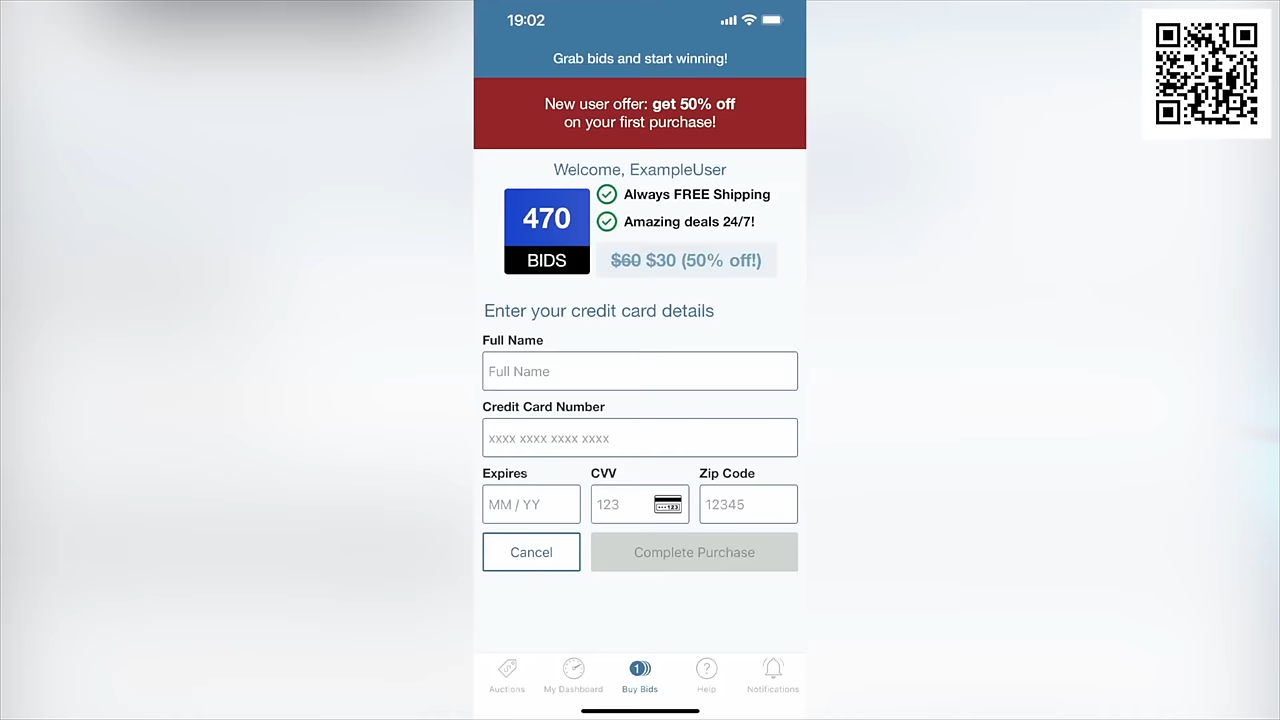 19:02
Grab bids and start winning!
New user offer: get 50% off
on your first purchase!
Welcome, ExampleUser
470
BIDS
Always FREE Shipping
Amazing deals 24/7!
$60 $30 (50% off!)
Enter your credit card details
Full Name
Full Name
Credit Card Number
xxxx xxxx xxxx xxxx
Expires CVV Zip Code
MM / YY 123 12345
Cancel Complete Purchase
Auctions My Dashboard Buy Bids Help Notifications